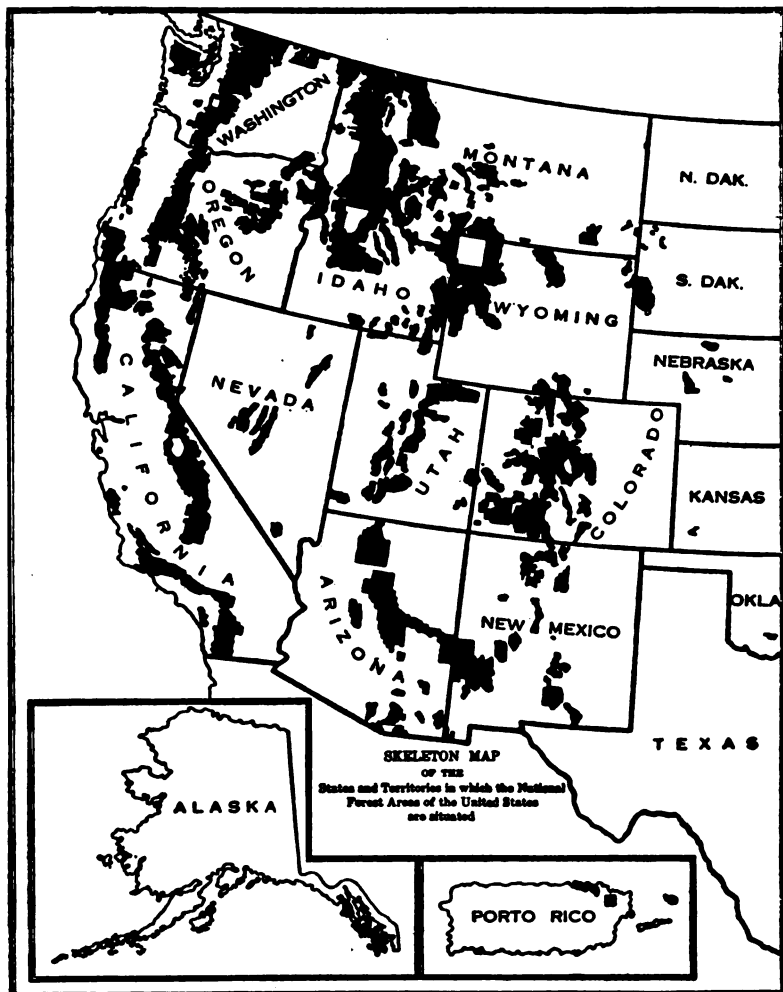 WASHINGTON
MONTANA
N. DAK.
OREGON
IDAHO
WYOMING
S. DAK.
NEBRASKA
CALIFORNIA
NEVADA
UTAH
COLORADO
KANSAS
ARIZONA
NEW MEXICO
OKLA
TEXAS
SKELETON MAP
OF THE
States and Territories in which the National
Forest Areas of the United States
are situated
ALASKA
PORTO RICO